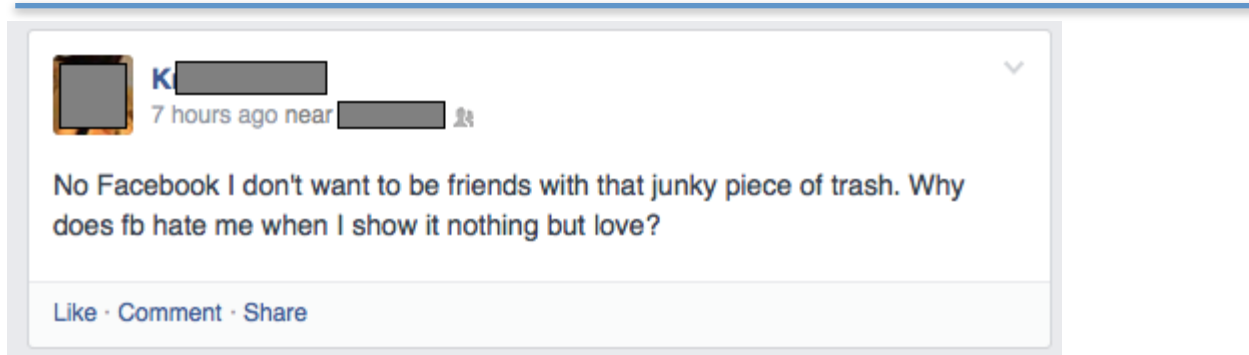 K
7 hours ago near
No Facebook I don't want to be friends with that junky piece of trash. Why
does fb hate me when I show it nothing but love?
Like · Comment · Share